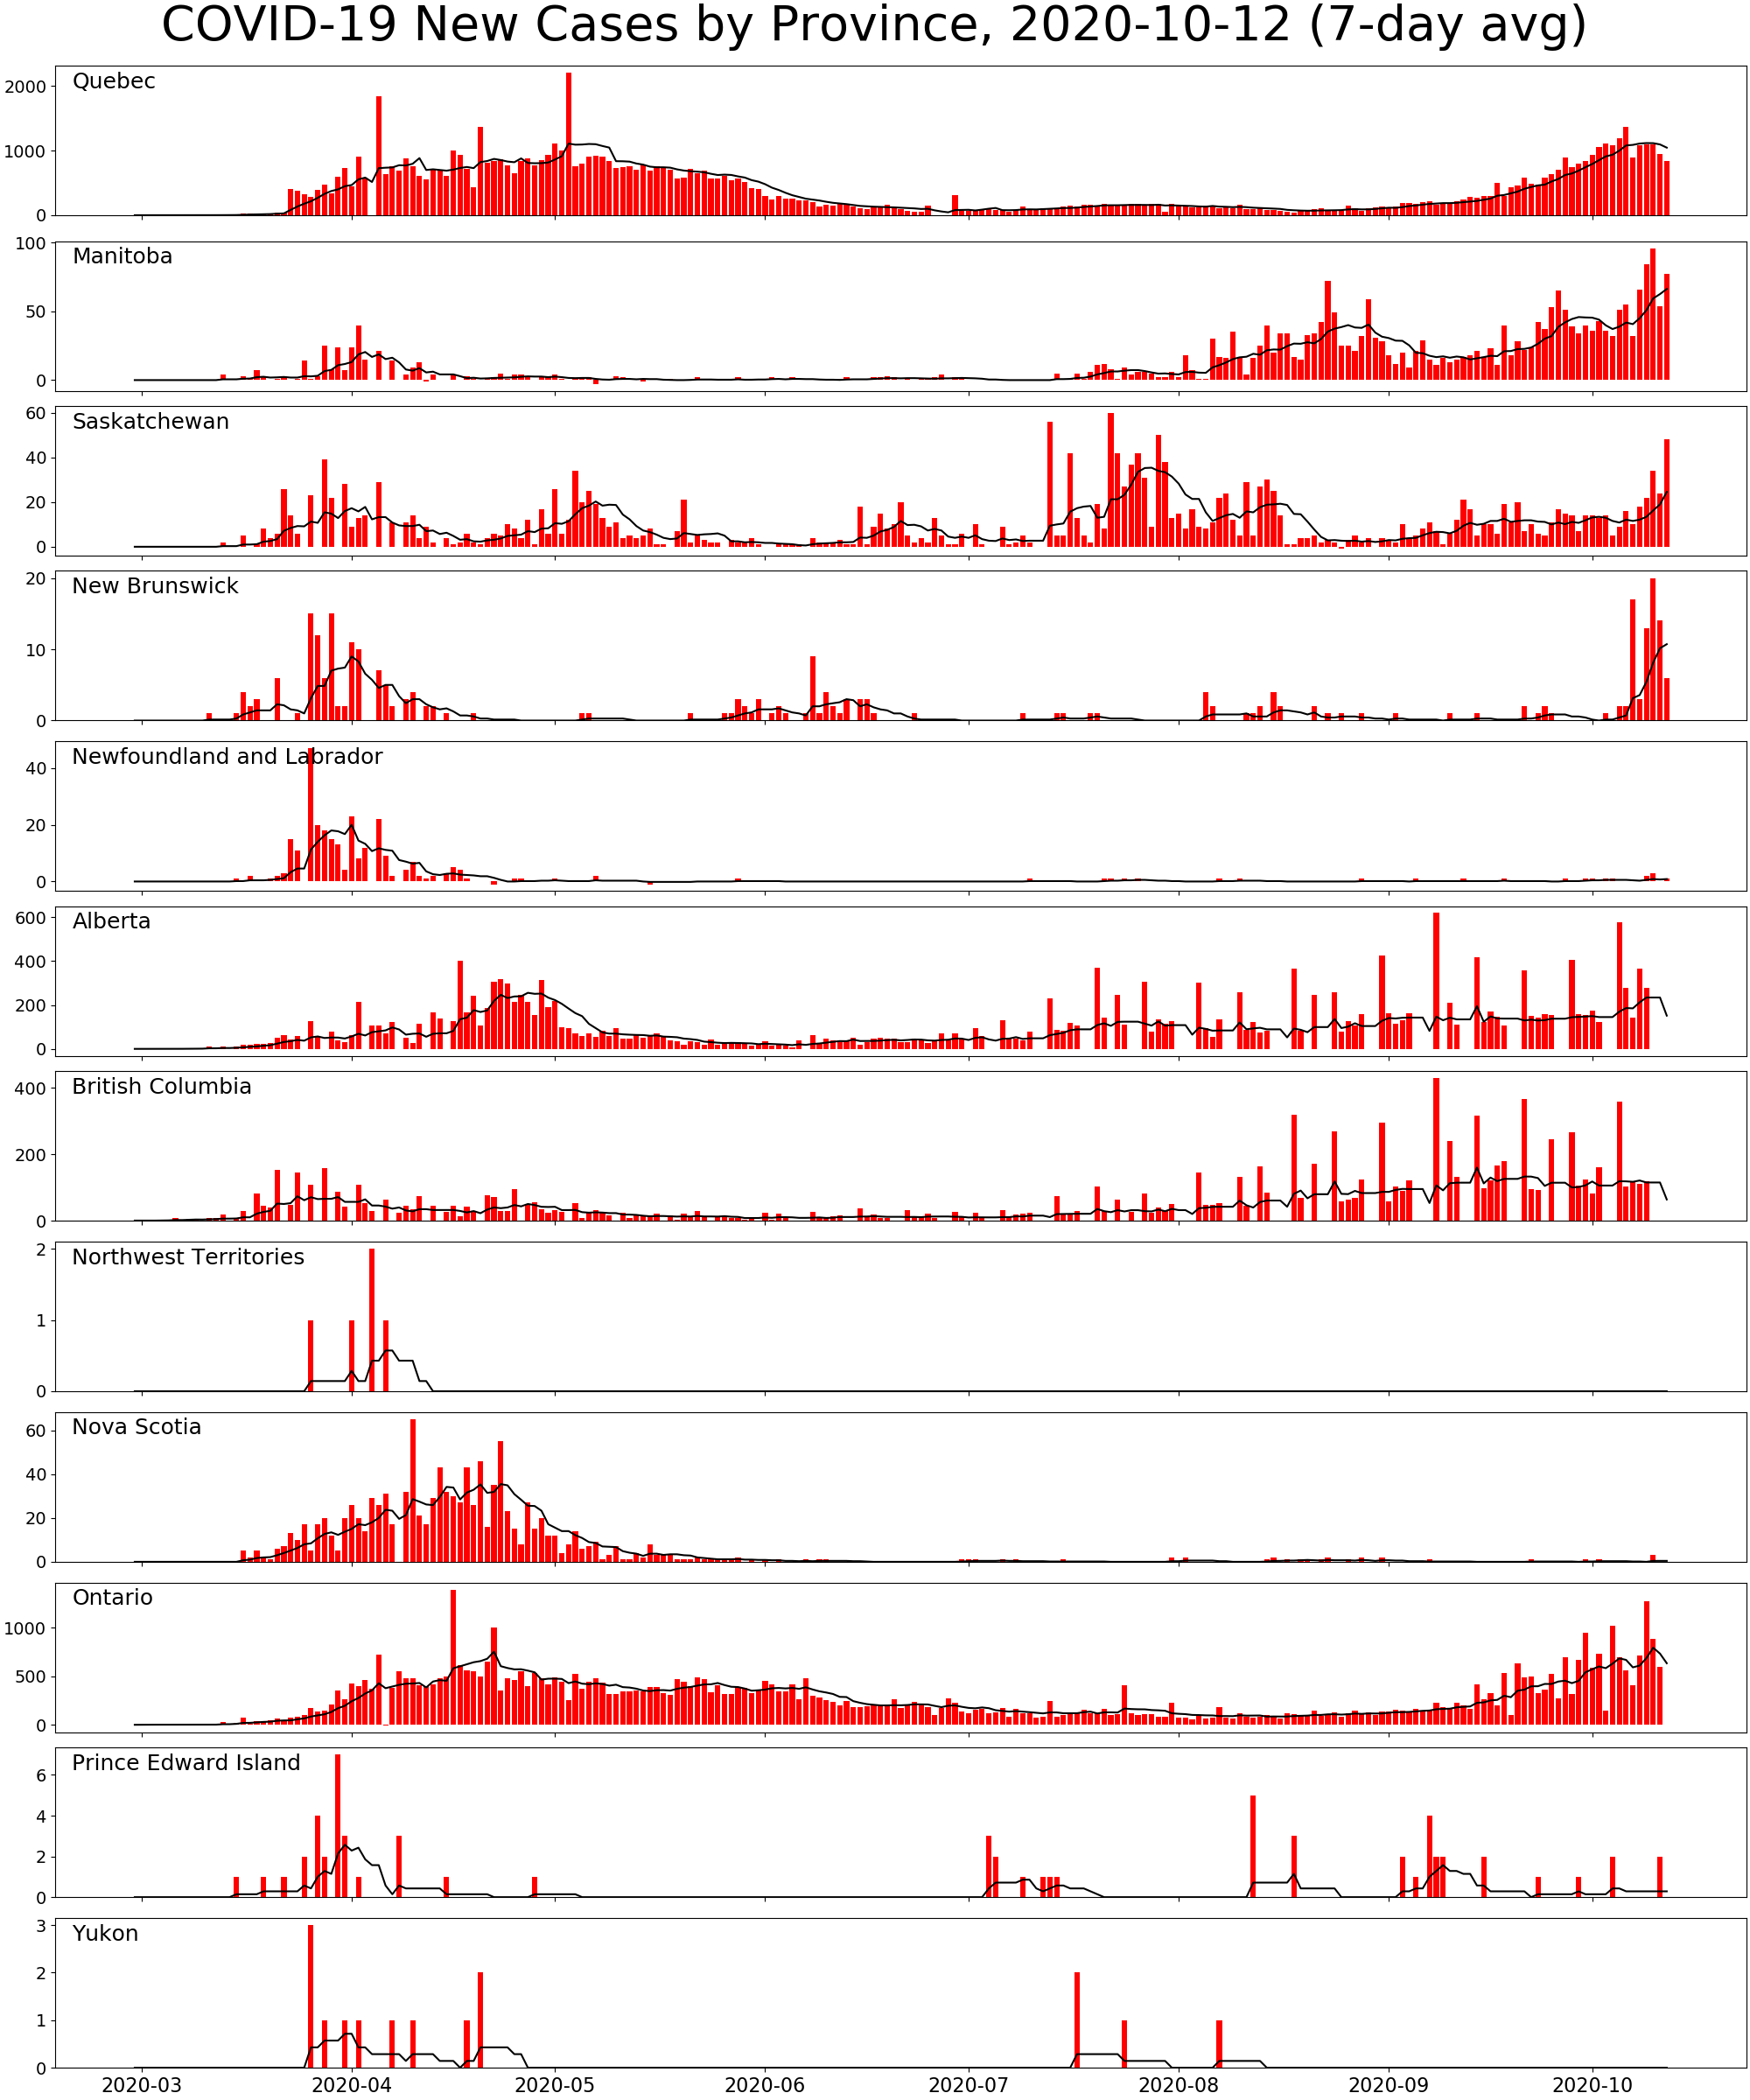 COVID-19 New Cases by Province, 2020-10-12 (7-day avg)
Quebec
2000
1000
0
Manitoba
100
50
0
Saskatchewan
60
40
20
0
New Brunswick
20
10
0
Newfoundland and Labrador
40
20
0
Alberta
600
400
200
0
British Columbia
400
200
0
Northwest Territories
2
1
0
Nova Scotia
60
40
20
0
Ontario
1000
500
0
Prince Edward Island
6
4
2
0
Yukon
3
2
1
0
2020-03 2020-04 2020-05 2020-06 2020-07 2020-08 2020-09 2020-10